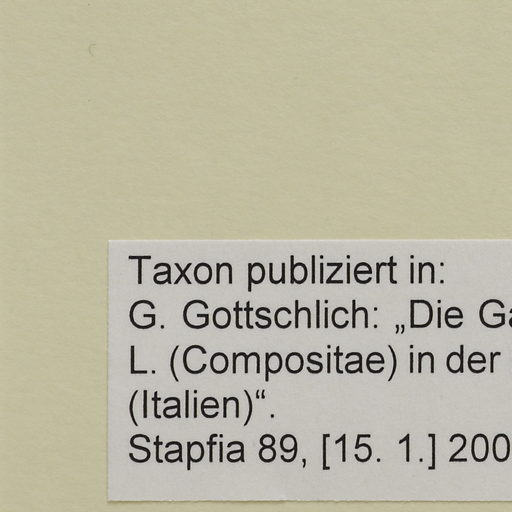 Taxon publiziert in:
G. Gottschlich: „Die
L. (Compositae) in der
(Italien)“.
Stapfia 89, [15. 1.]